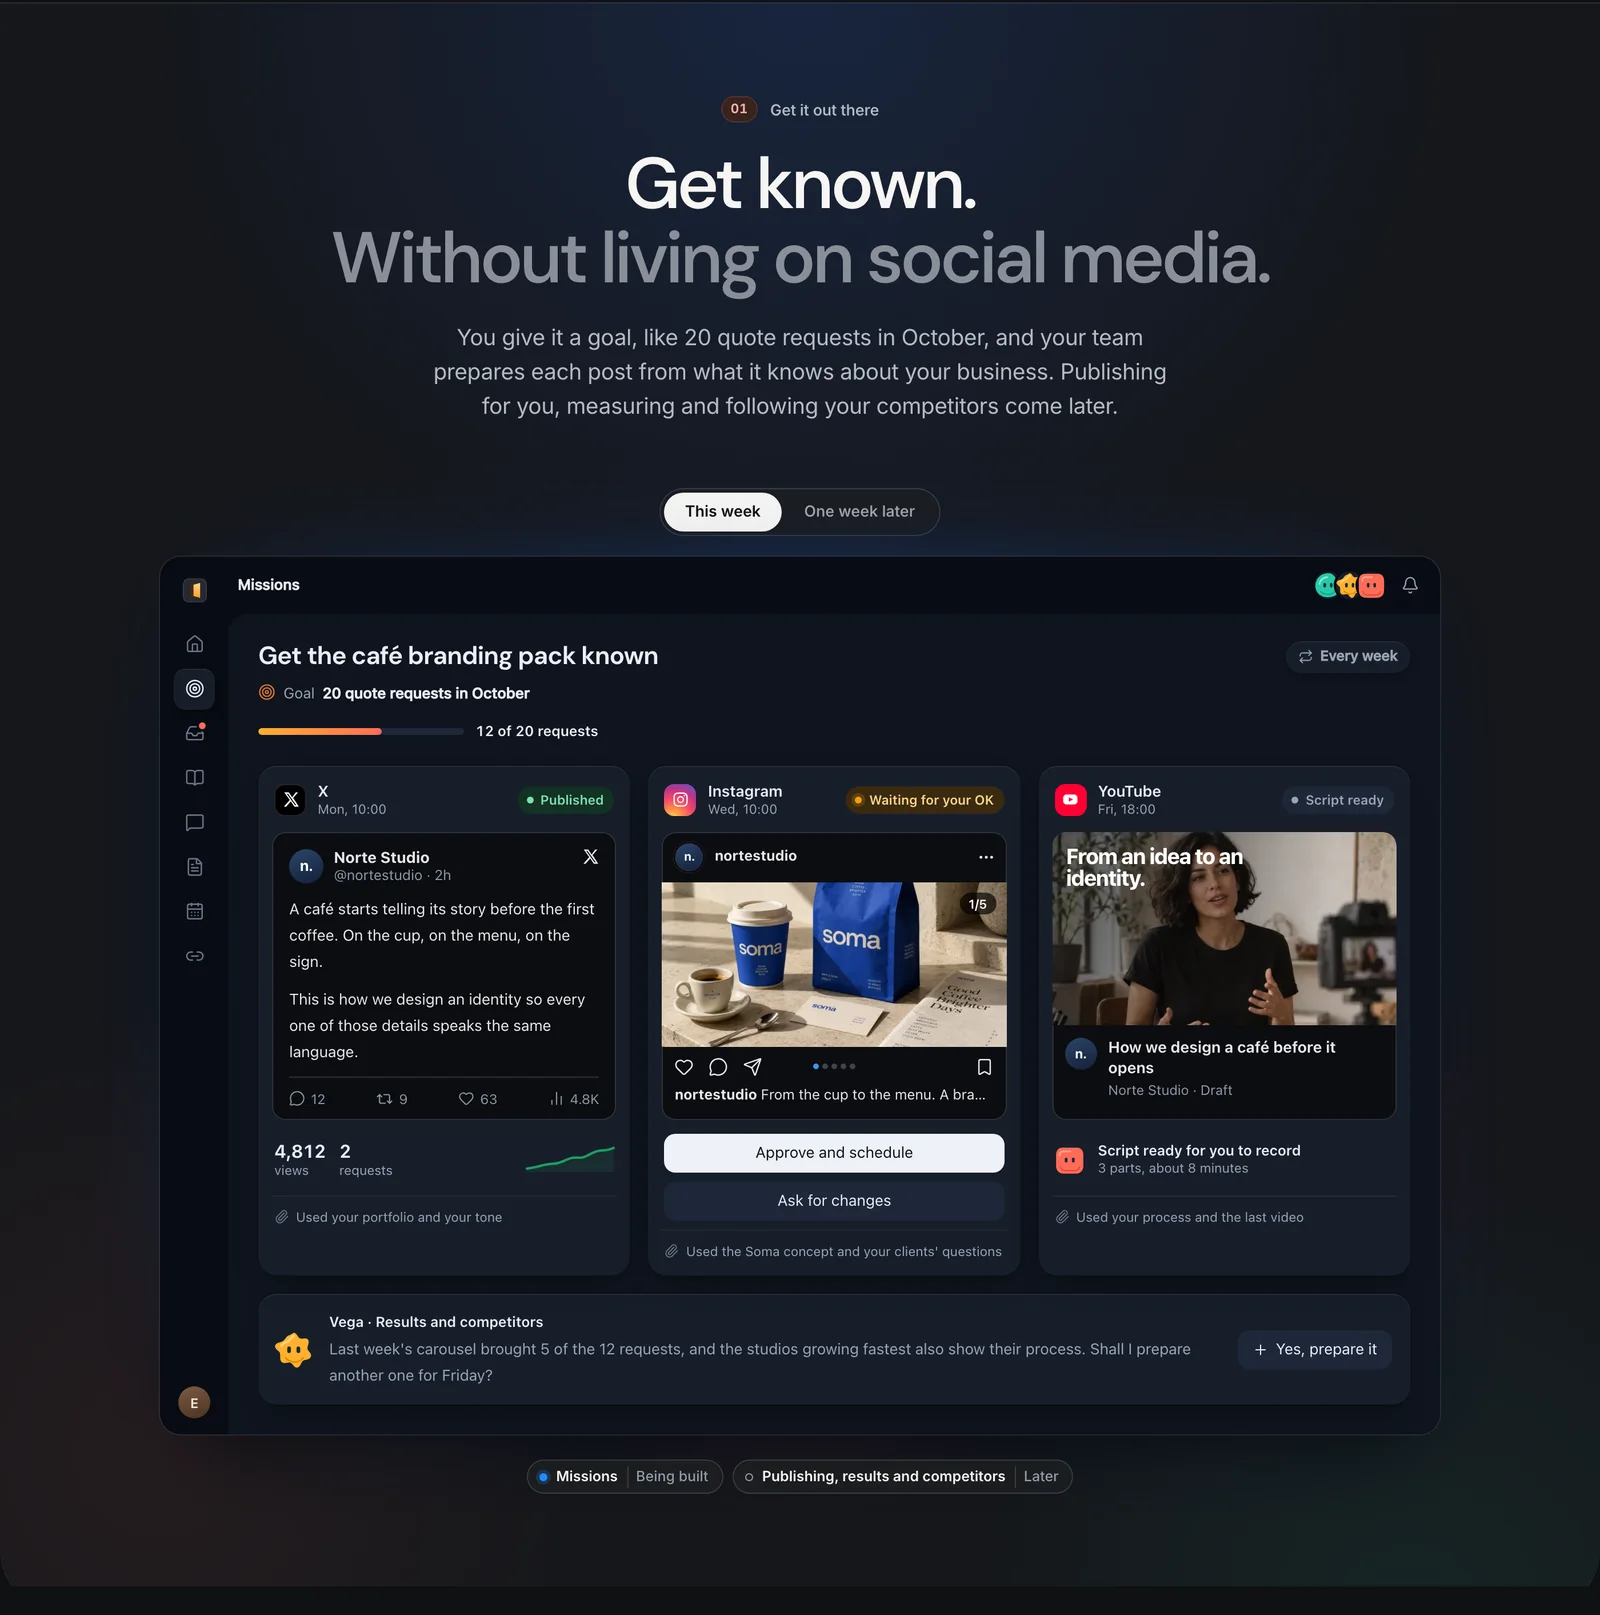 01 Get it out there
Get known.
Without living on social media.
You give it a goal, like 20 quote requests in October, and your team
prepares each post from what it knows about your business. Publishing
for you, measuring and following your competitors come later.
This week
One week later
Missions
Get the café branding pack known
Every week
Goal 20 quote requests in October
12 of 20 requests
X
Mon, 10:00
Published
n.
Norte Studio
@nortestudio · 2h
A café starts telling its story before the first
coffee. On the cup, on the menu, on the
sign.
This is how we design an identity so every
one of those details speaks the same
language.
12
9
63
4.8K
4,812
views
2
requests
Used your portfolio and your tone
Instagram
Wed, 10:00
Waiting for your OK
n.
nortestudio
1/5
soma
soma
soma
Good
Coffee
Brighter
Days
nortestudio From the cup to the menu. A bra...
Approve and schedule
Ask for changes
Used the Soma concept and your clients' questions
YouTube
Fri, 18:00
Script ready
From an idea to an
identity.
n.
How we design a café before it
opens
Norte Studio · Draft
Script ready for you to record
3 parts, about 8 minutes
Used your process and the last video
Vega · Results and competitors
Last week's carousel brought 5 of the 12 requests, and the studios growing fastest also show their process. Shall I prepare
another one for Friday?
Yes, prepare it
E
Missions
Being built
Publishing, results and competitors
Later